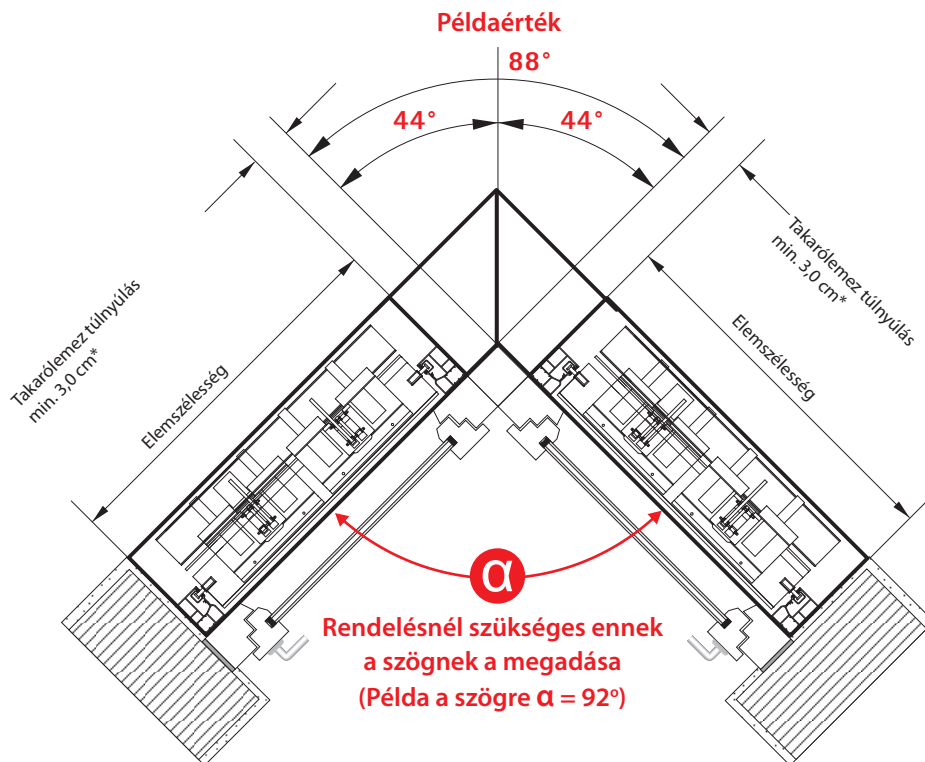 Példaérték
88°
44°
44°
Takarólemez túlnyúlás
min. 3,0 cm*
Elemszélesség
Takarólemez túlnyúlás
min. 3,0 cm*
Elemszélesség
α
Rendelésnél szükséges ennek
a szögnek a megadása
(Példa a szögre α = 92°)